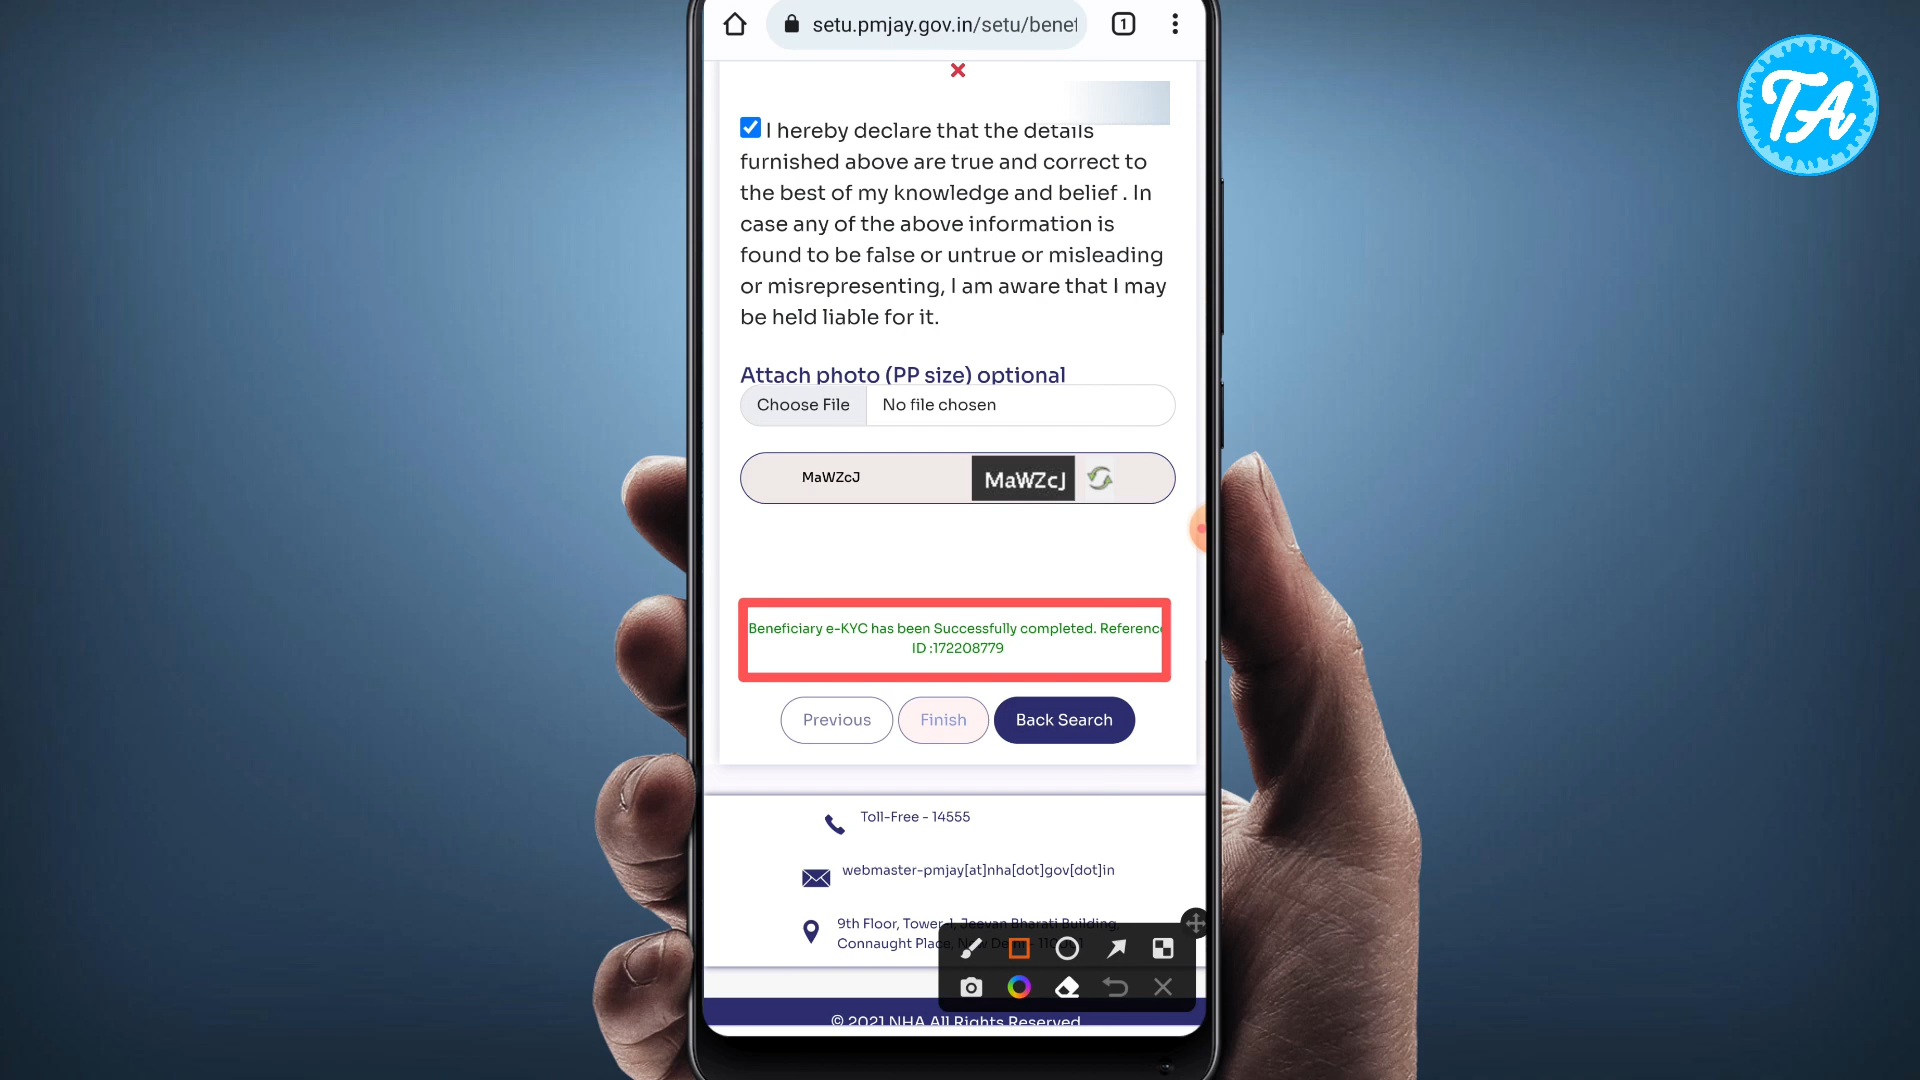 setu.pmjay.gov.in/setu/benef
1
TA
I hereby declare that the details
furnished above are true and correct to
the best of my knowledge and belief . In
case any of the above information is
found to be false or untrue or misleading
or misrepresenting, I am aware that I may
be held liable for it.
Attach photo (PP size) optional
Choose File No file chosen
MaWZcJ MaWZcJ
Beneficiary e-KYC has been Successfully completed. Reference
ID :172208779
Previous Finish Back Search
Toll-Free - 14555
webmaster-pmjay[at]nha[dot]gov[dot]in
9th Floor, Tower-l, Jeevan Bharati Building,
Connaught Place, New Delhi - 110001
© 2021 NHA All Rights Reserved